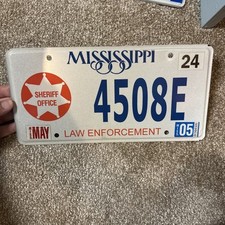 MISSISSIPPI
24
SHERIFF
OFFICE
4508E
MAY
LAW ENFORCEMENT
05